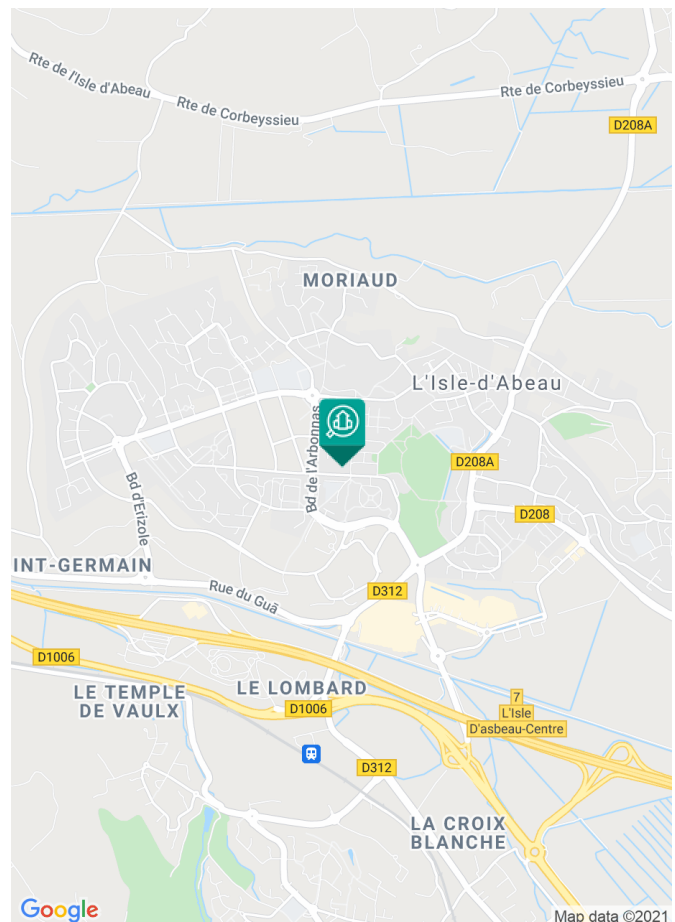 Rte de l'Isle d'Abeau
Rte de Corbeyssieu
Rte de Corbeyssieu
D208A
MORIAUD
L'Isle-d'Abeau
Bd de l'Arbonnas
D208A
Bd d'Erizole
D208
INT-GERMAIN
Rue du Guã
D312
D1006
LE TEMPLE
DE VAULX
LE LOMBARD
D1006
7
L'Isle
D'asbeau-Centre
D312
LA CROIX
BLANCHE
Google
Map data ©2021